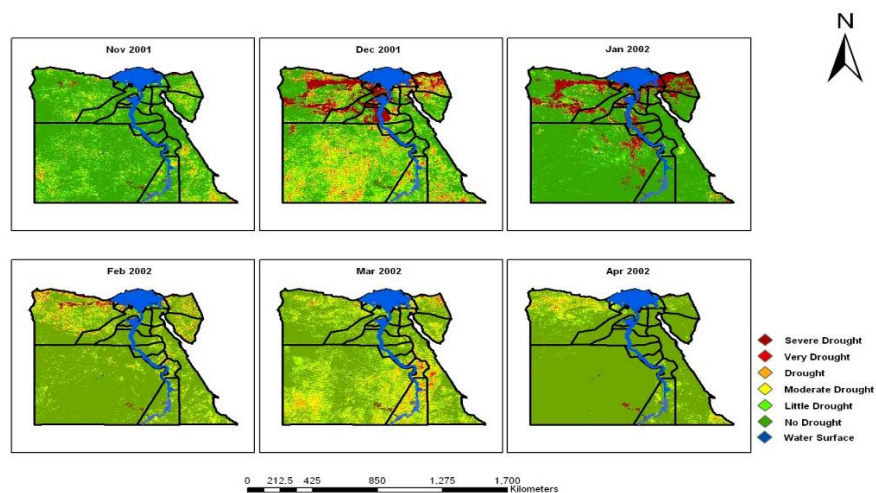 N
Nov 2001
Dec 2001
Jan 2002
Feb 2002
Mar 2002
Apr 2002
Severe Drought
Very Drought
Drought
Moderate Drought
Little Drought
No Drought
Water Surface
0 212.5 425 850 1,275 1,700
Kilometers